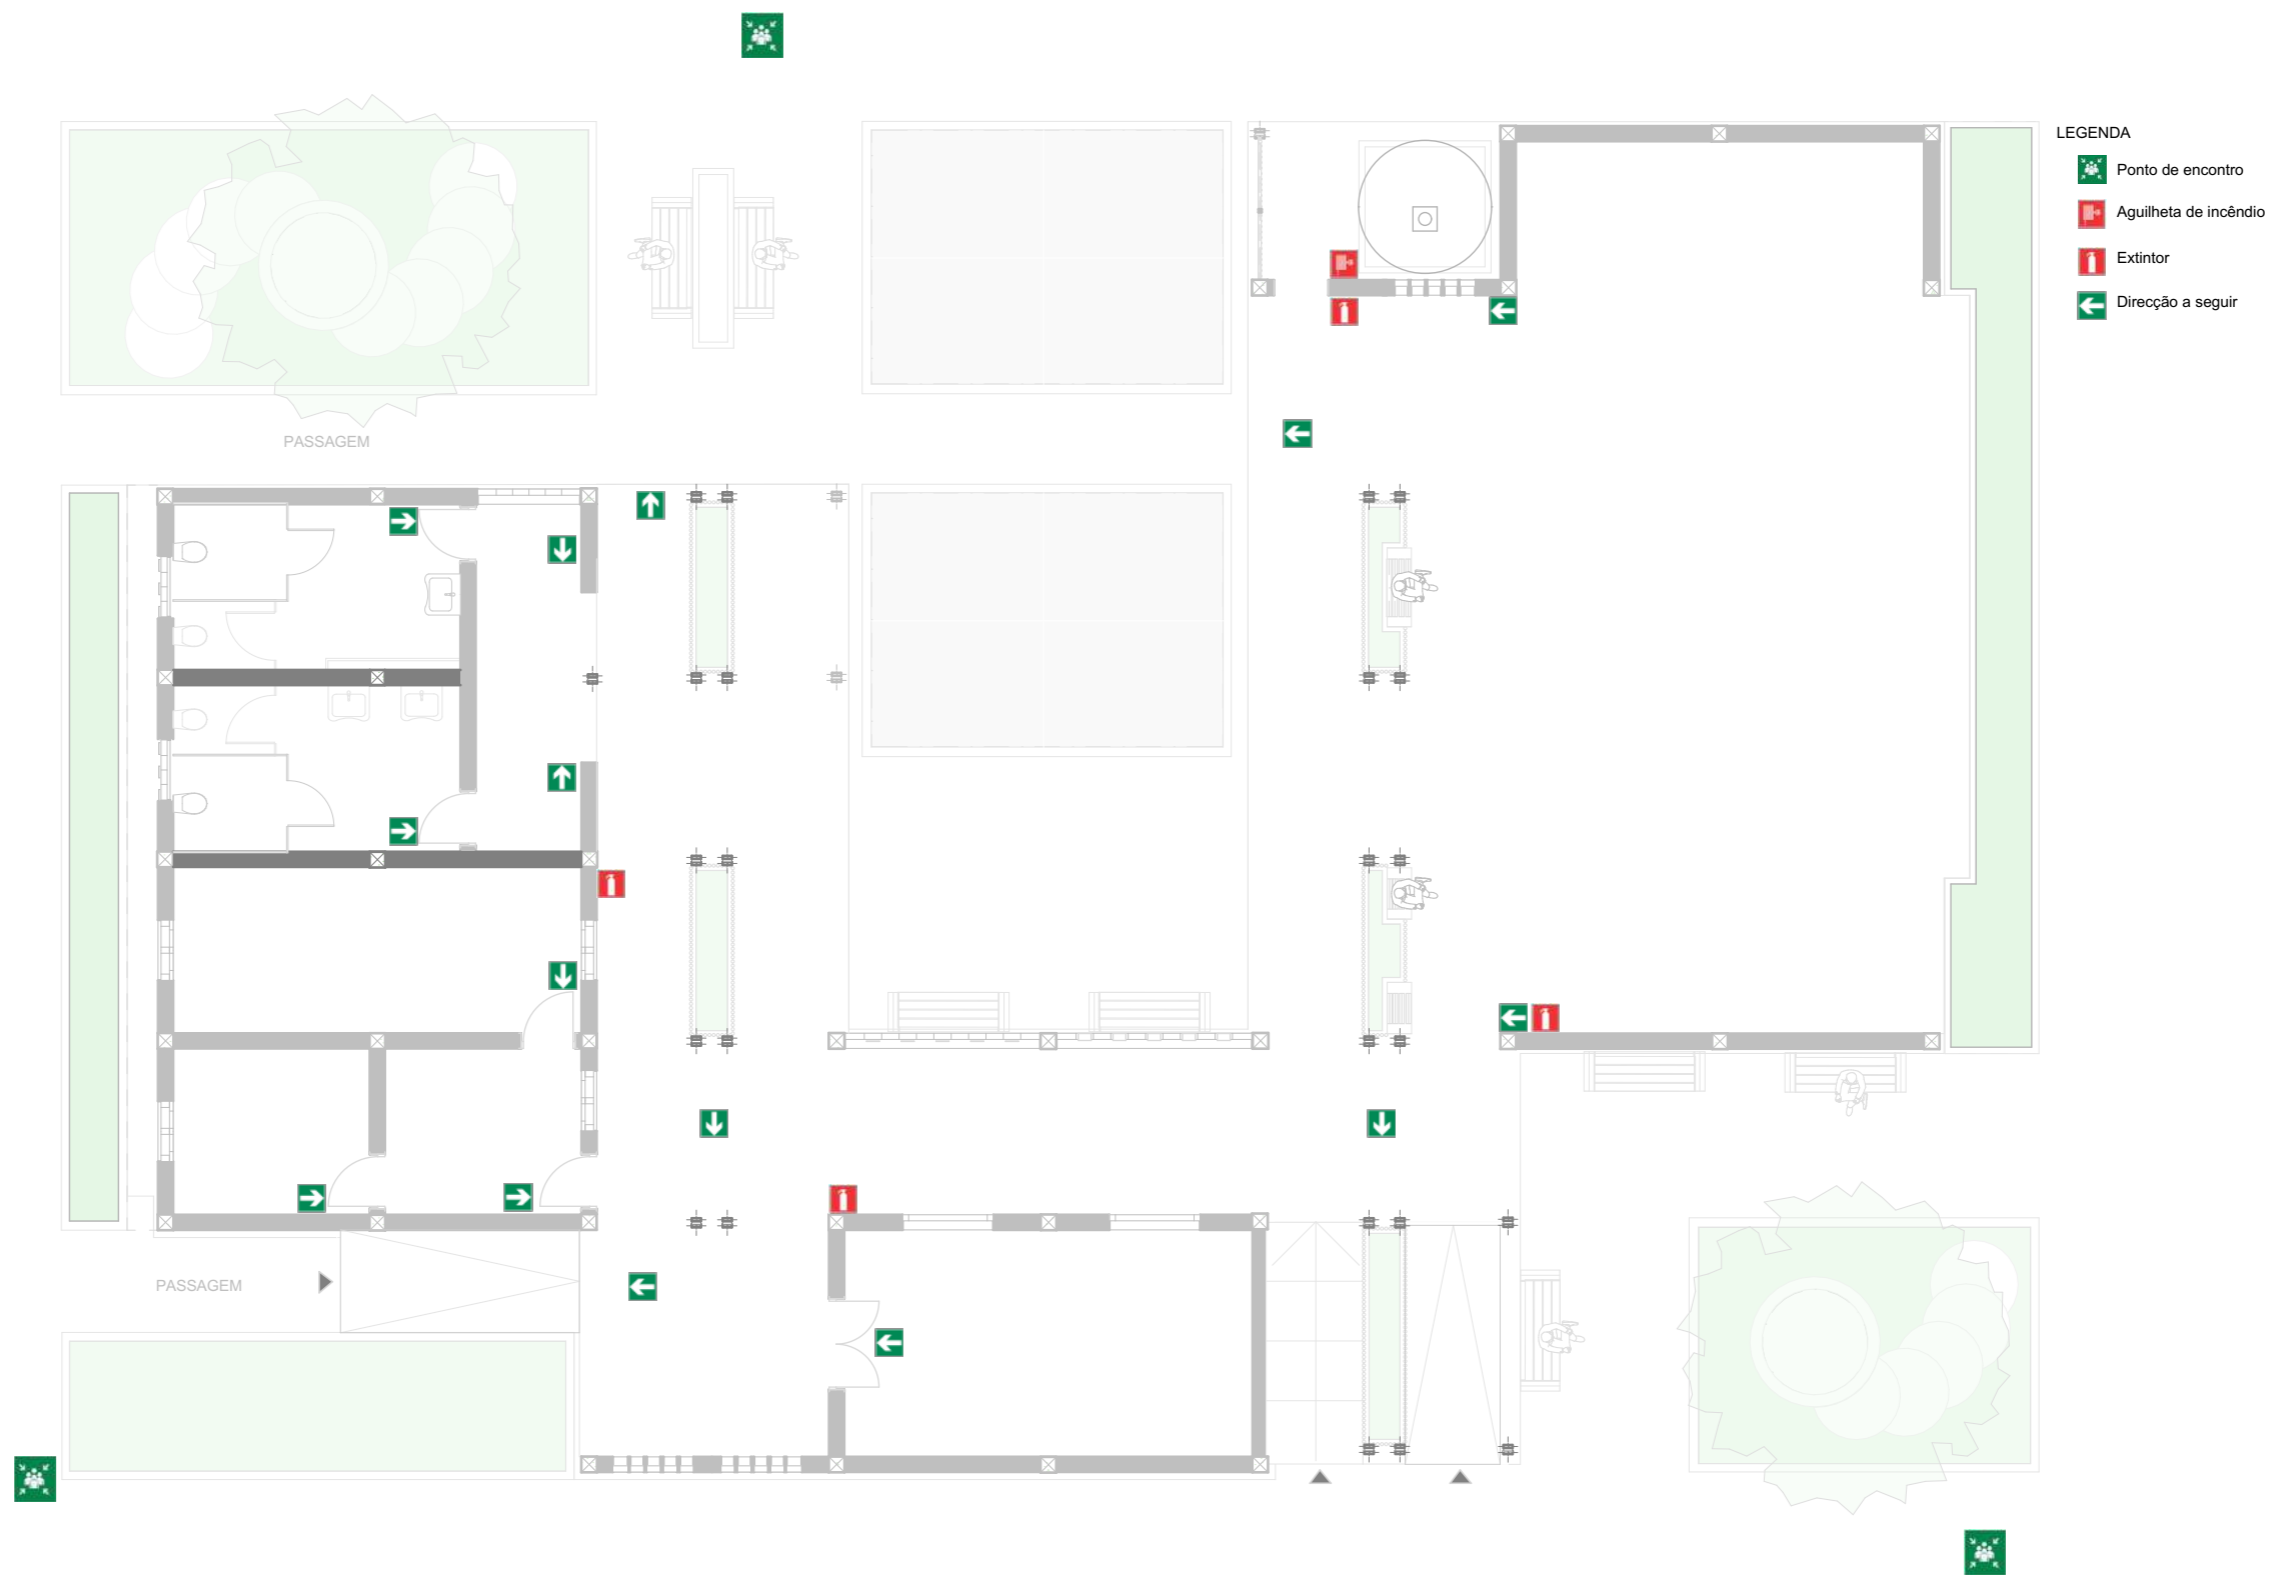 LEGENDA
Ponto de encontro
Aguilheta de incêndio
Extintor
Direcção a seguir
PASSAGEM
PASSAGEM